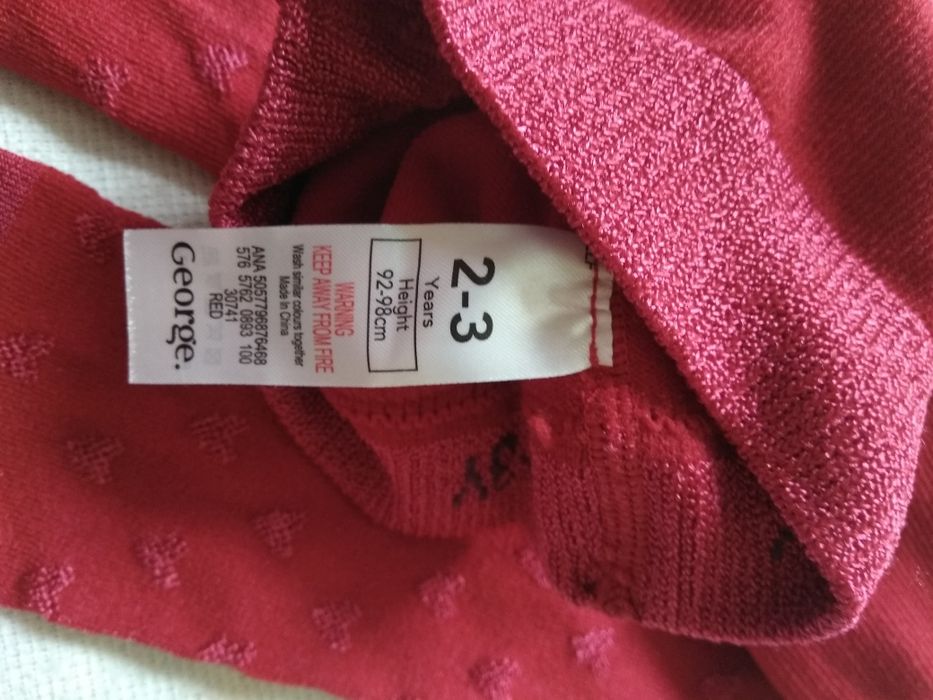 2-3
Years
Height
92-98cm
WARNING
KEEP AWAY FROM FIRE
Wash similar colours together
Made in China
ANA 5057796876468
576 5762 0893 100
30741
RED
George.